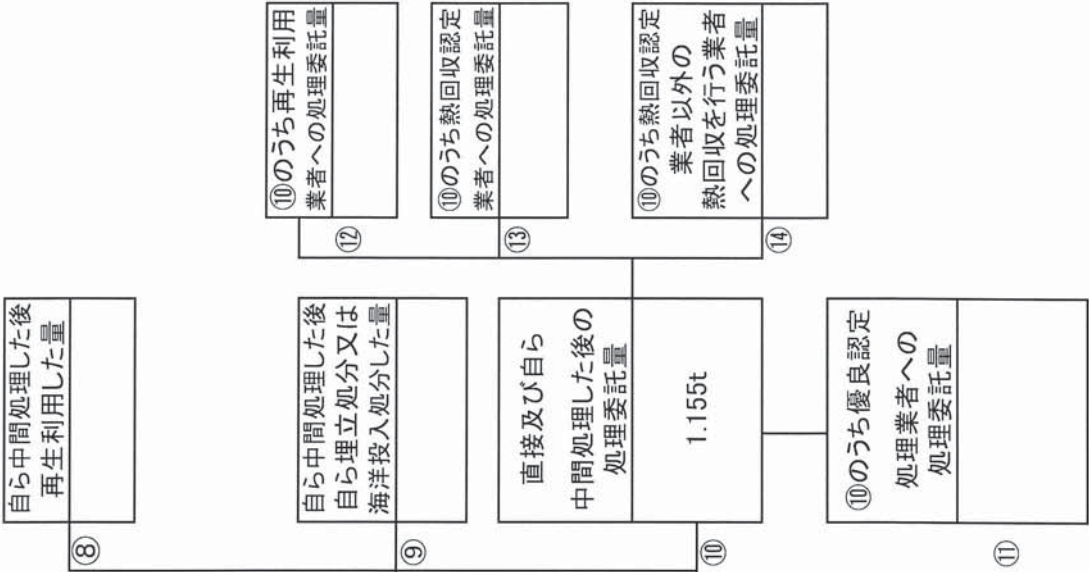 ⑧
自ら中間処理した後
再生利用した量
⑨
自ら中間処理した後
自ら埋立処分又は
海洋投入処分した量
⑩
直接及び自ら
中間処理した後の
処理委託量
1.155t
⑪
⑩のうち優良認定
処理業者への
処理委託量
⑫
⑩のうち再生利用
業者への処理委託量
⑬
⑩のうち熱回収認定
業者への処理委託量
⑭
⑩のうち熱回収認定
業者以外の
熱回収を行う業者
への処理委託量